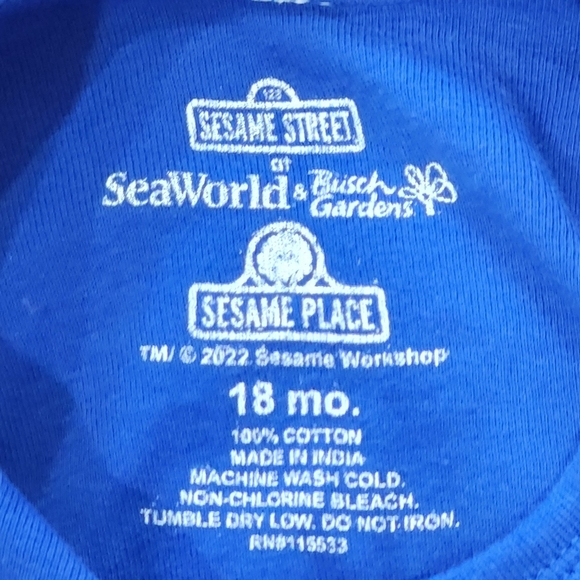 123
SESAME STREET
at
SeaWorld & Busch Gardens
SESAME PLACE
TM/ © 2022 Sesame Workshop
18 mo.
100% COTTON
MADE IN INDIA
MACHINE WASH COLD.
NON-CHLORINE BLEACH.
TUMBLE DRY LOW. DO NOT IRON.
RN#115533